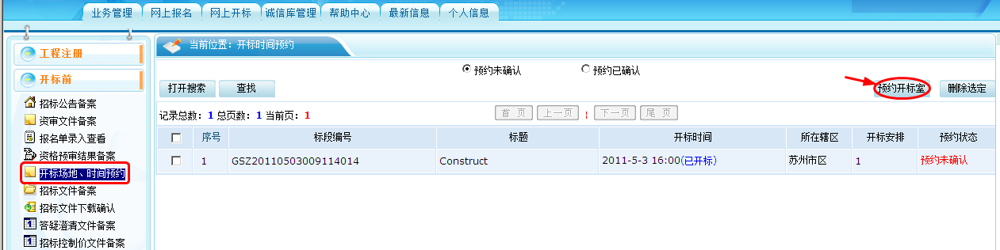 业务管理 网上报名 网上开标 诚信库管理 帮助中心 最新信息 个人信息
工程注册
开标前
招标公告备案
资审文件备案
报名单录入查看
资格预审结果备案
开标场地、时间预约
招标文件备案
招标文件下载确认
答疑澄清文件备案
招标控制价文件备案
当前位置：开标时间预约
预约未确认 预约已确认
打开搜索 查找 预约开标室 删除选定
记录总数：1 总页数：1 当前页：1 首 页 上一页 ¦ 下一页 尾 页
序号 标段编号 标题 开标时间 所在辖区 开标安排 预约状态
1 GSZ20110503009114014 Construct 2011-5-3 16:00(已开标) 苏州市区 1 预约未确认